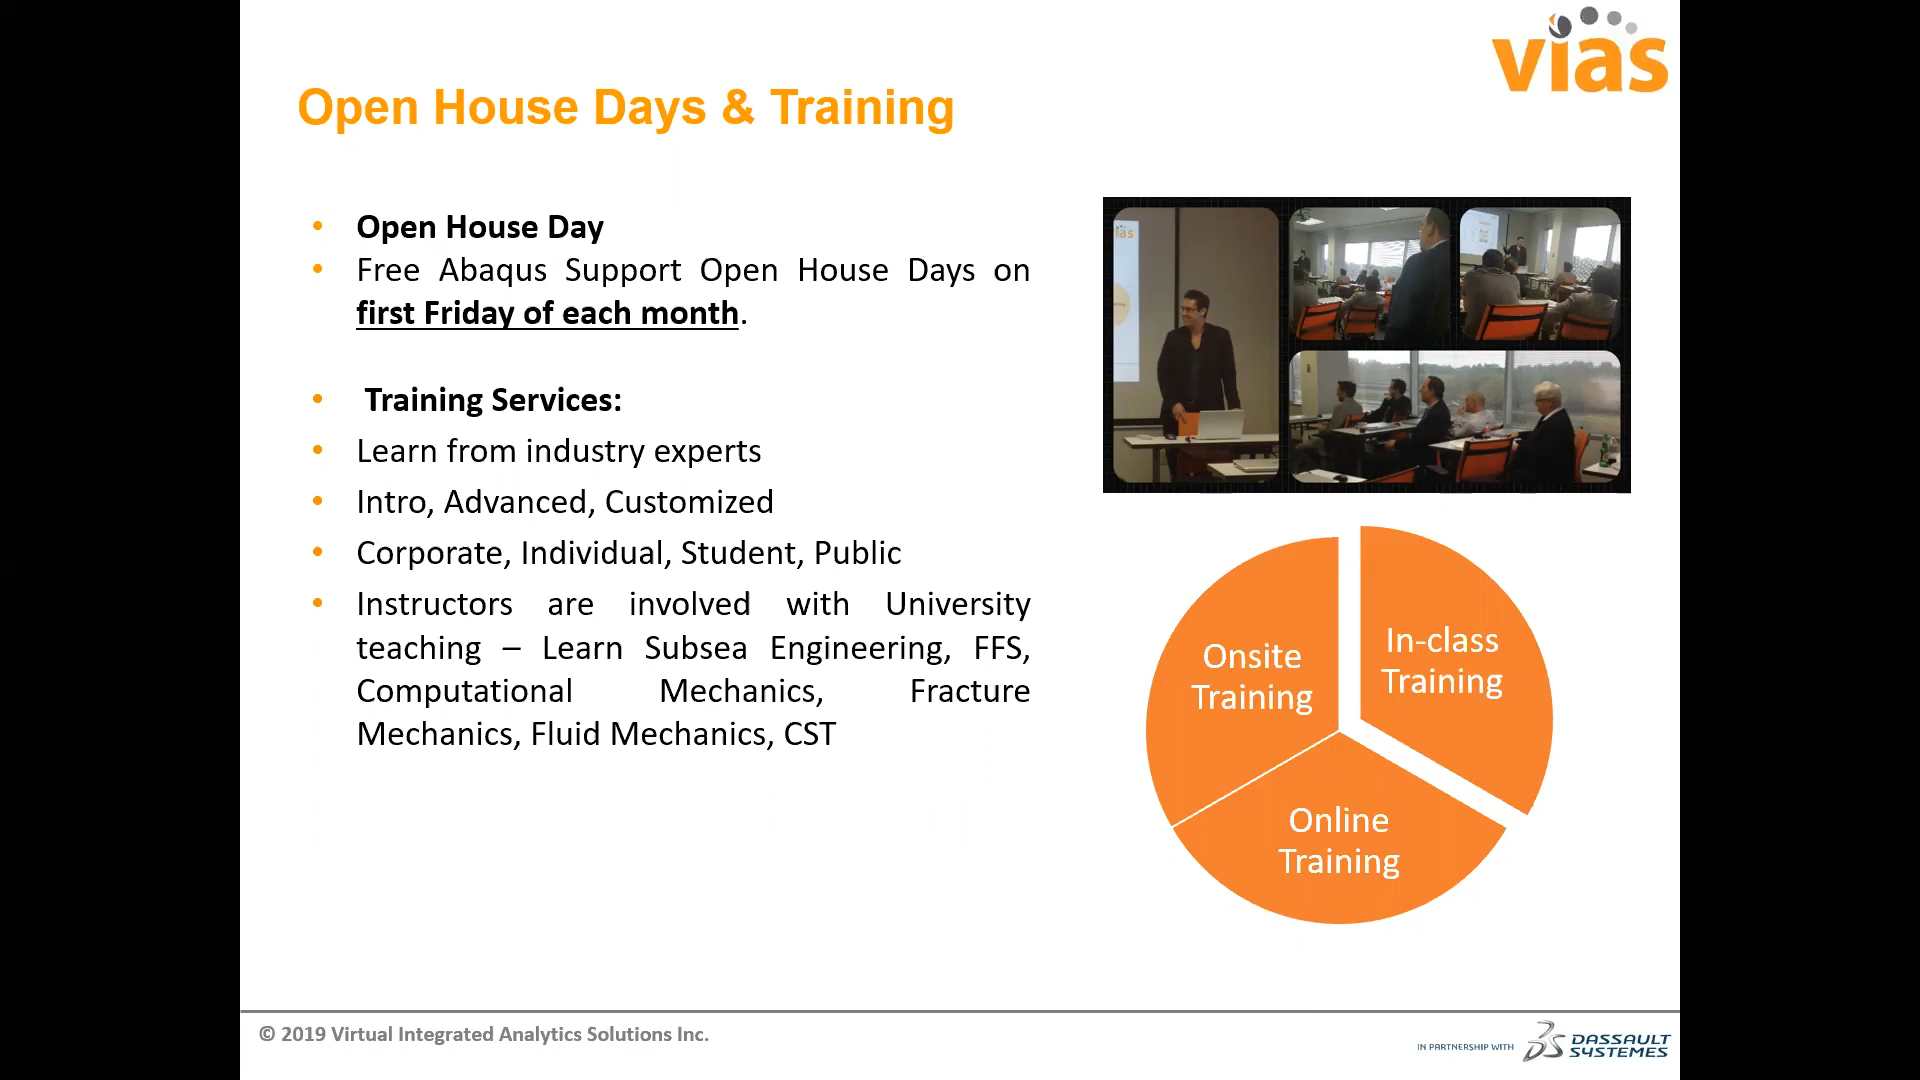 vias
Open House Days & Training
• Open House Day
• Free Abaqus Support Open House Days on
first Friday of each month.
• Training Services:
• Learn from industry experts
• Intro, Advanced, Customized
• Corporate, Individual, Student, Public
• Instructors are involved with University
teaching – Learn Subsea Engineering, FFS,
Computational Mechanics, Fracture
Mechanics, Fluid Mechanics, CST
Onsite
Training
In-class
Training
Online
Training
© 2019 Virtual Integrated Analytics Solutions Inc.
IN PARTNERSHIP WITH
DASSAULT
SYSTEMES